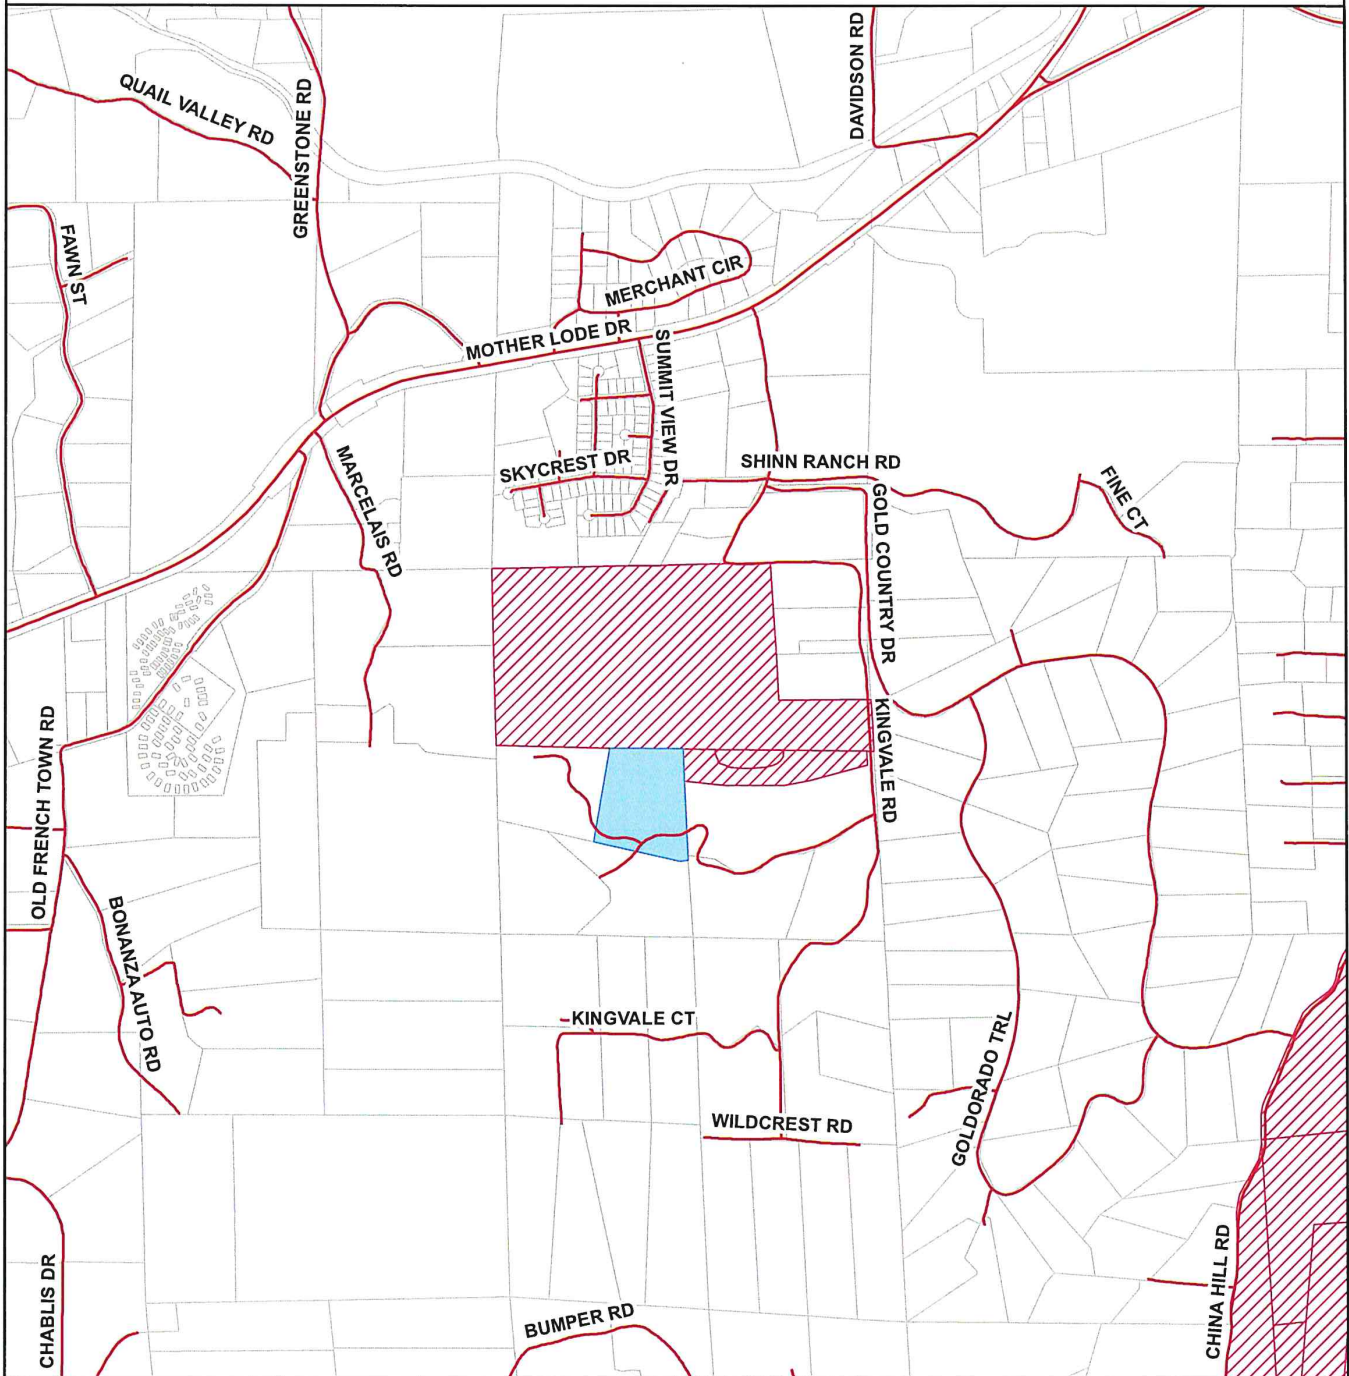 DAVIDSON RD
QUAIL VALLEY RD
GREENSTONE RD
FAWN ST
MERCHANT CIR
MOTHER LODE DR
SUMMIT VIEW DR
MARCELAIS RD
SKYCREST DR
SHINN RANCH RD
FINE CT
GOLD COUNTRY DR
KINGVALE RD
OLD FRENCH TOWN RD
BONANZA AUTO RD
KINGVALE CT
GOLDORADO TRL
WILDCREST RD
CHINA HILL RD
CHABLIS DR
BUMPER RD